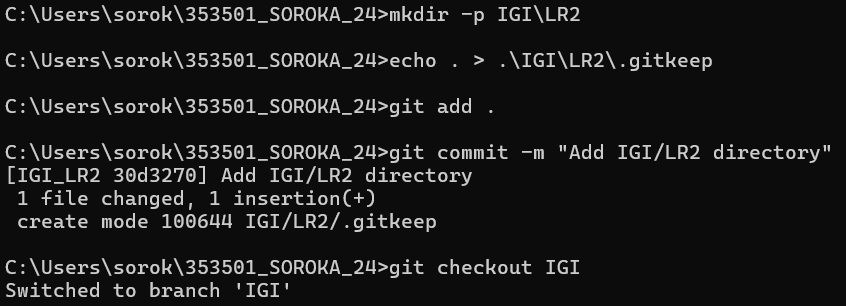 C:\Users\sorok\353501_SOROKA_24>mkdir -p IGI\LR2
C:\Users\sorok\353501_SOROKA_24>echo . > .\IGI\LR2\.gitkeep
C:\Users\sorok\353501_SOROKA_24>git add .
C:\Users\sorok\353501_SOROKA_24>git commit -m "Add IGI/LR2 directory"
[IGI_LR2 30d3270] Add IGI/LR2 directory
 1 file changed, 1 insertion(+)
 create mode 100644 IGI/LR2/.gitkeep
C:\Users\sorok\353501_SOROKA_24>git checkout IGI
Switched to branch 'IGI'